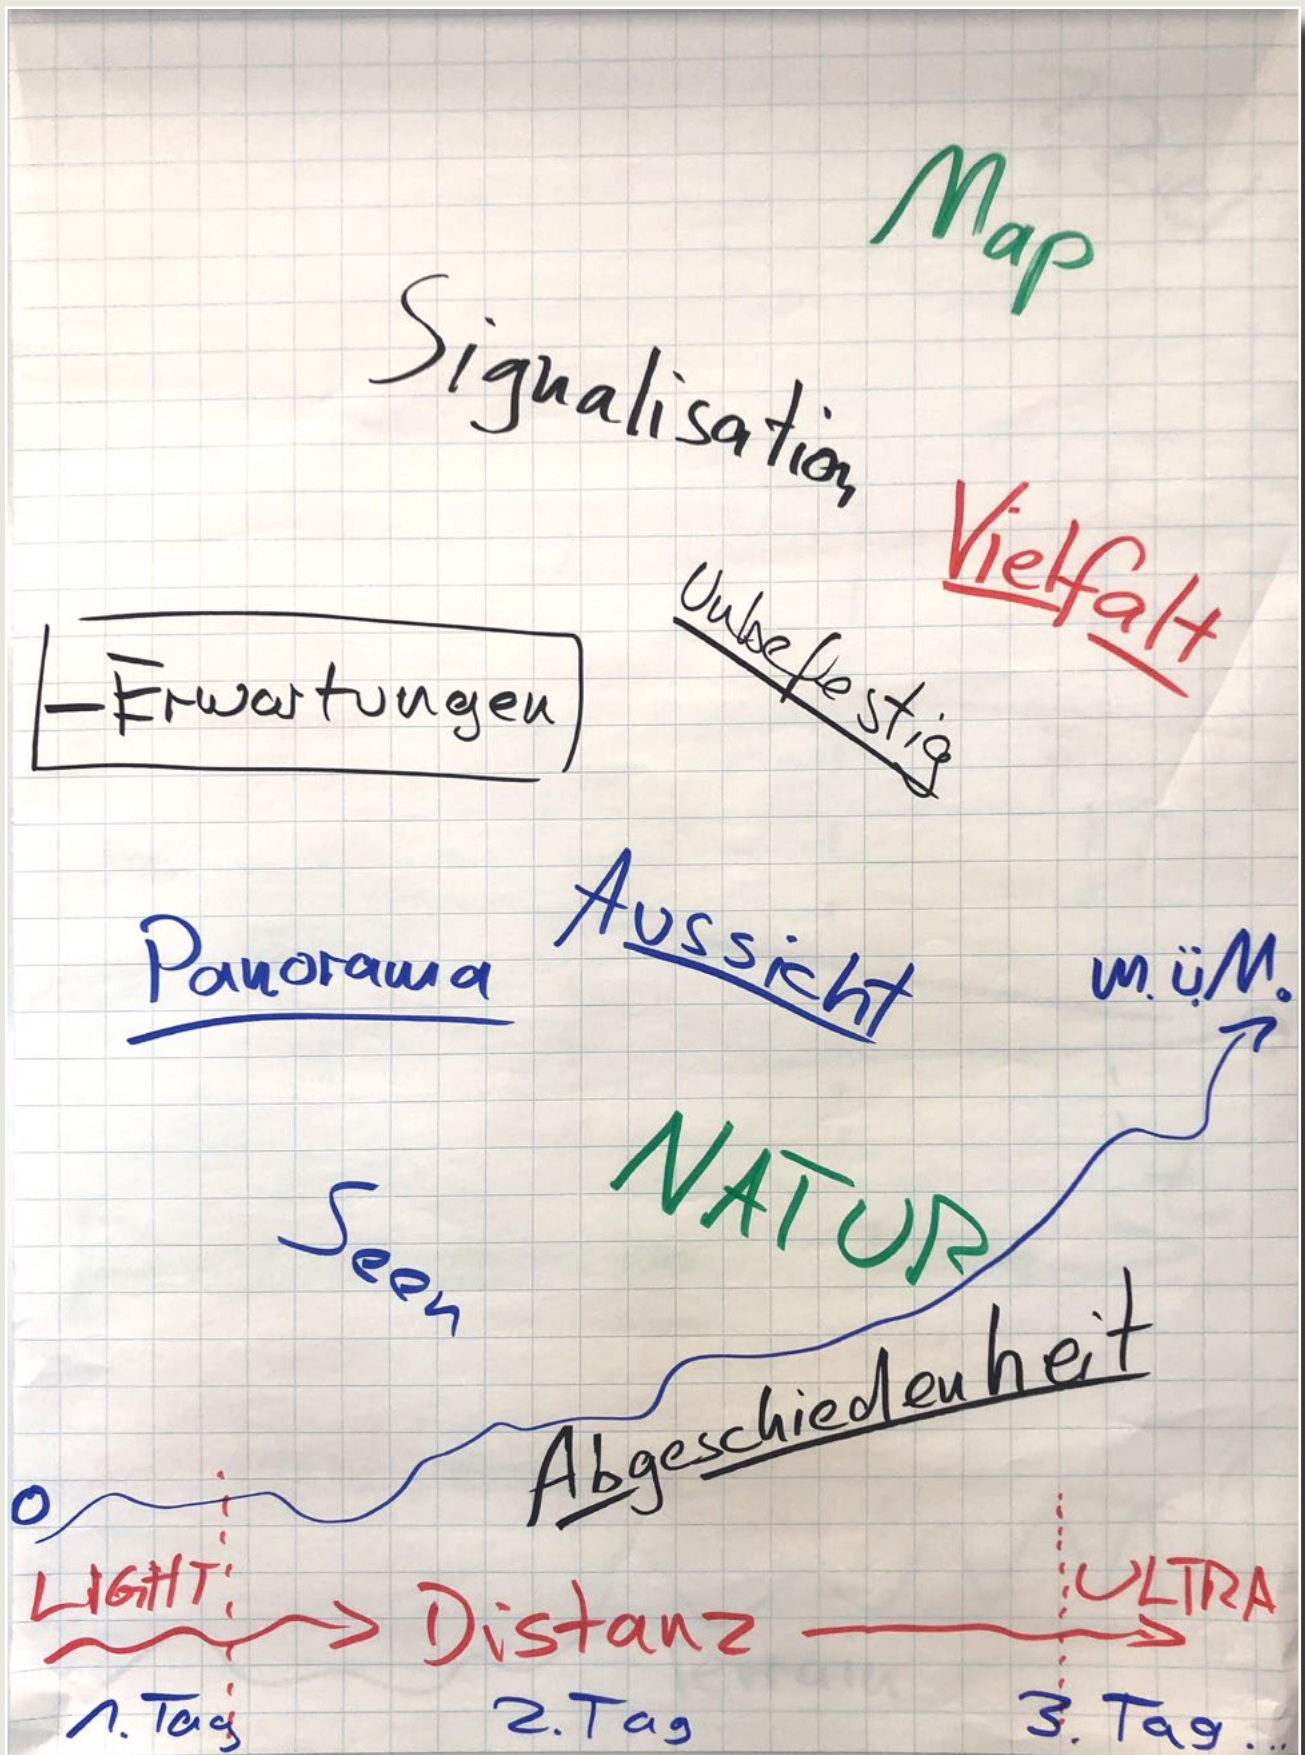 Map
Signalisation
Vielfalt
Unbefestig
– Erwartungen
Aussicht
Panorama
m.ü.M.
NATUR
Seen
Abgeschiedenheit
0
LIGHT
ULTRA
Distanz
1. Tag
2. Tag
3. Tag...